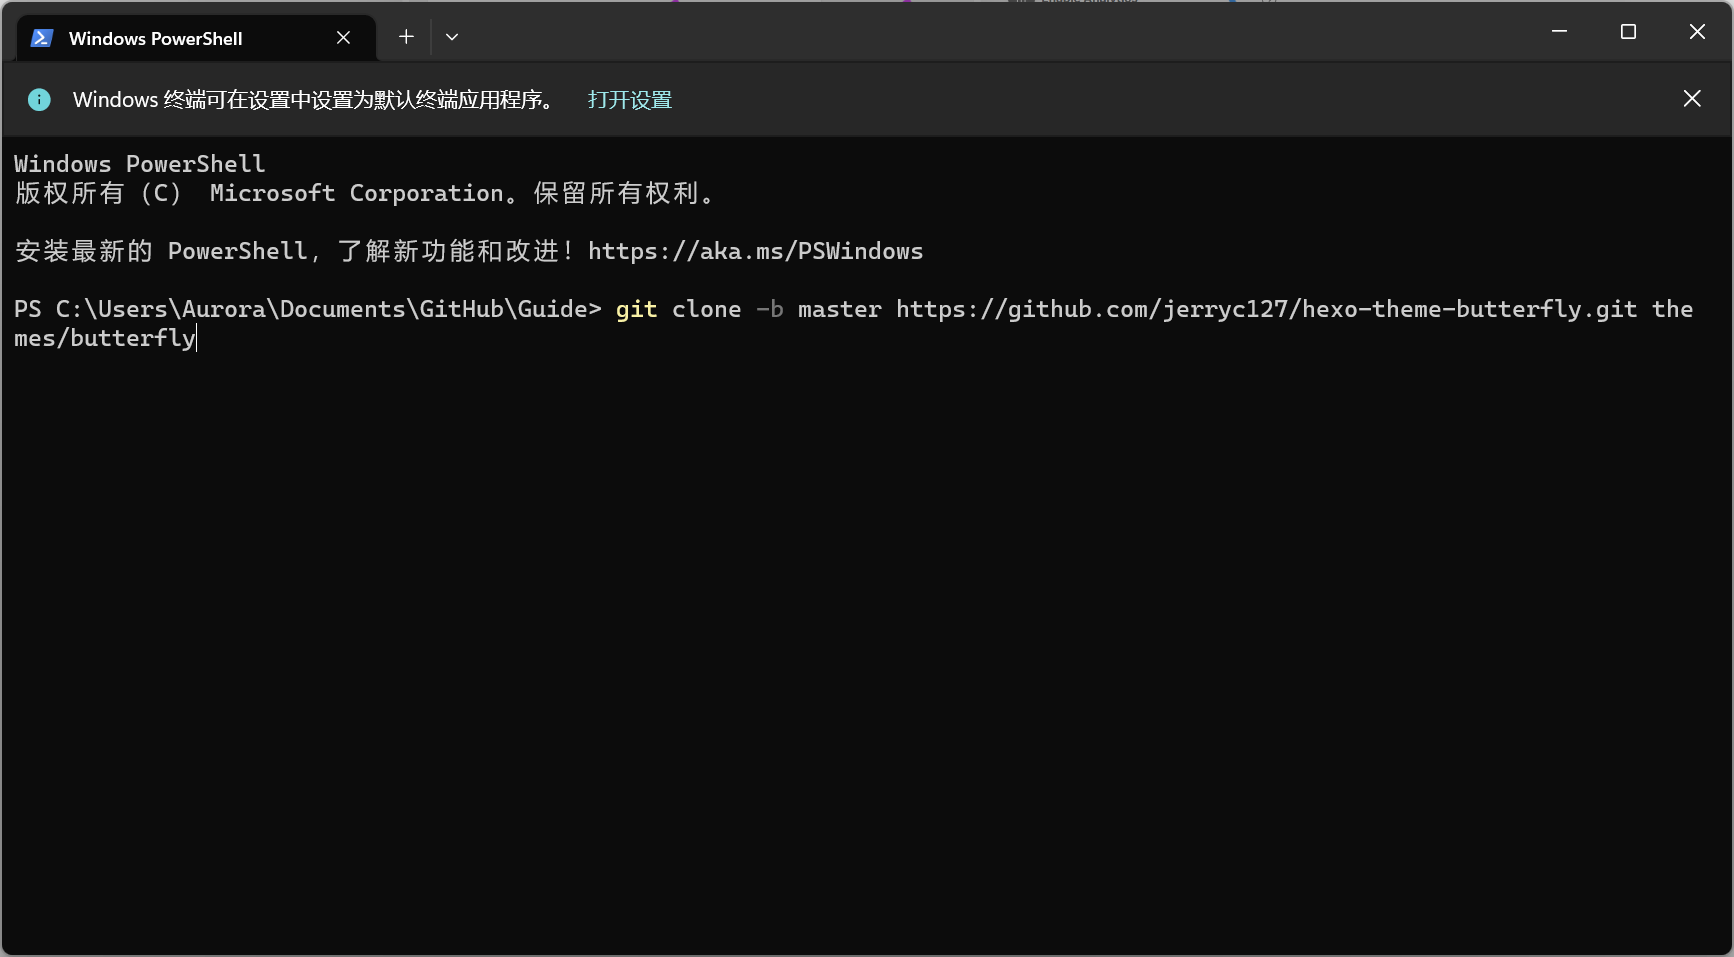 Windows PowerShell
Windows 终端可在设置中设置为默认终端应用程序。 打开设置
Windows PowerShell
版权所有（C） Microsoft Corporation。保留所有权利。
安装最新的 PowerShell，了解新功能和改进！https://aka.ms/PSWindows
PS C:\Users\Aurora\Documents\GitHub\Guide> git clone -b master https://github.com/jerryc127/hexo-theme-butterfly.git the
mes/butterfly